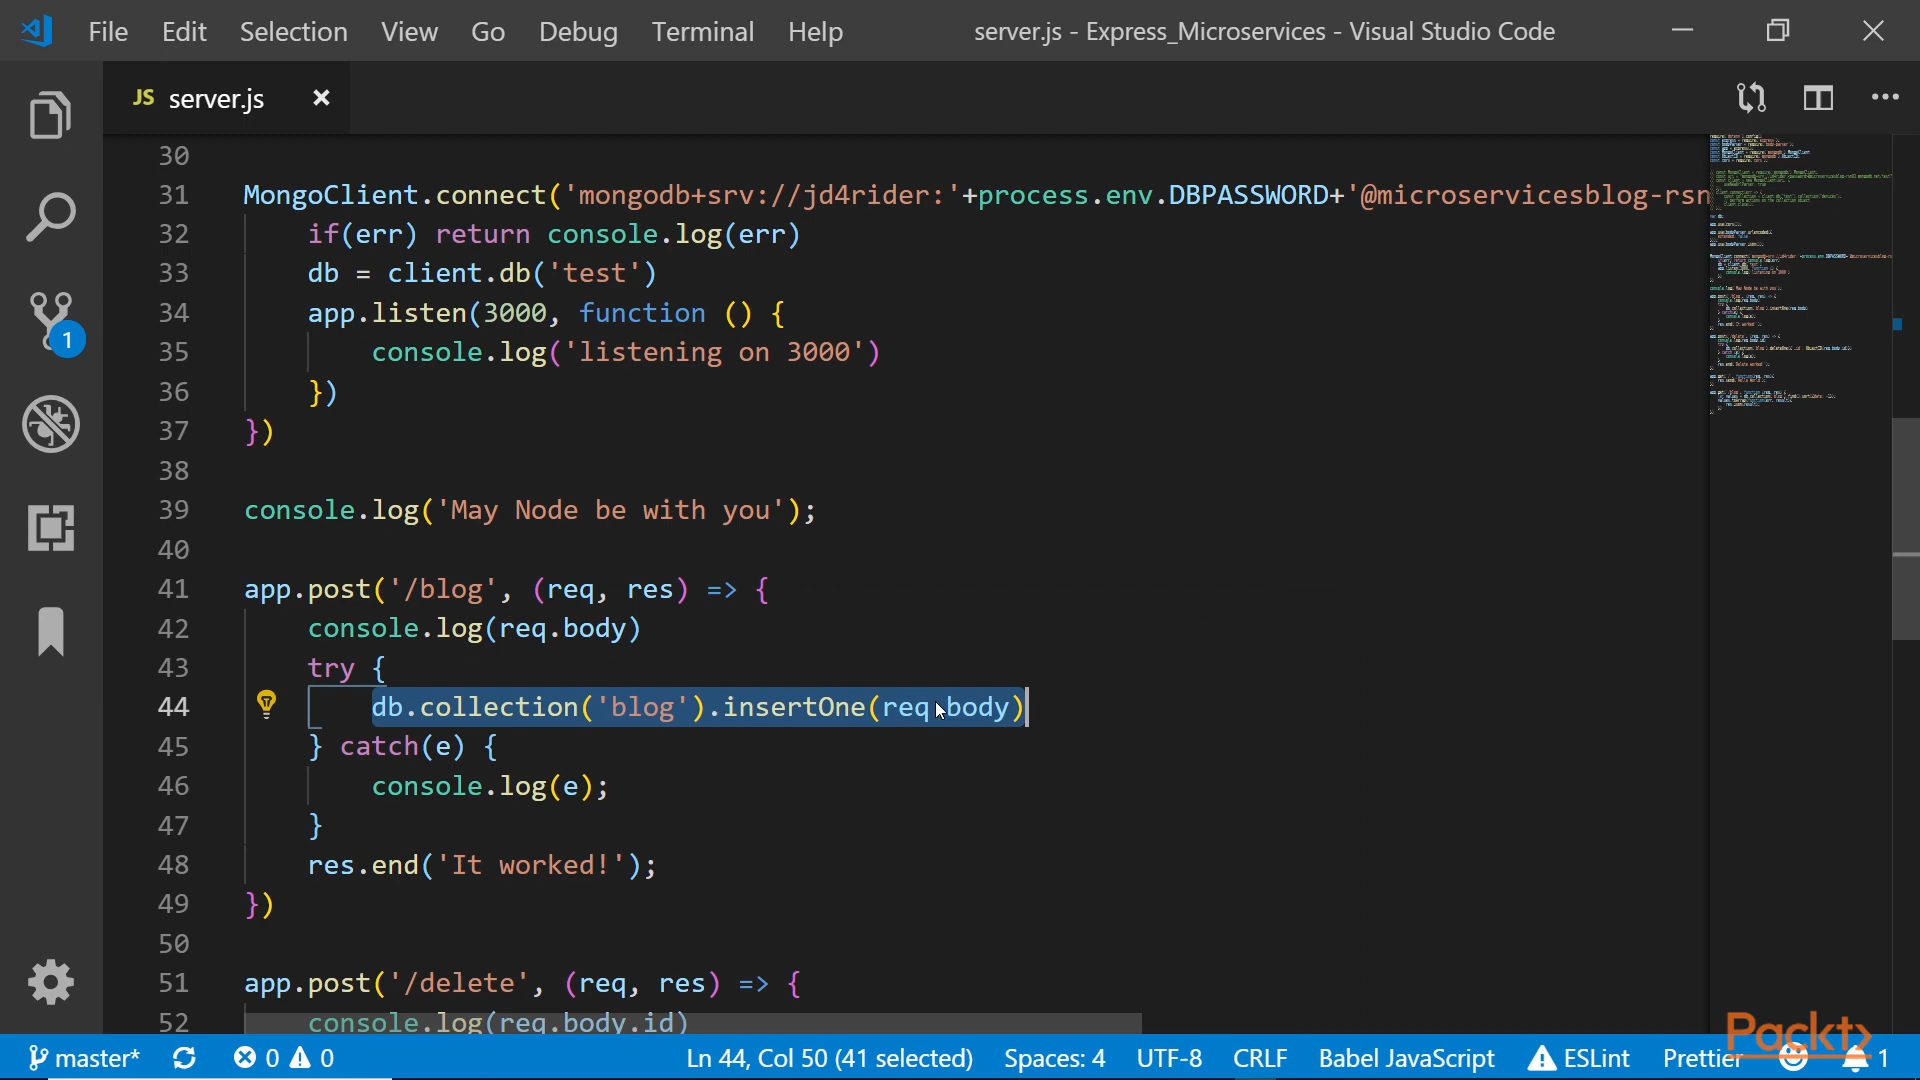 File Edit Selection View Go Debug Terminal Help server.js - Express_Microservices - Visual Studio Code
JS server.js
30
31 MongoClient.connect('mongodb+srv://jd4rider:'+process.env.DBPASSWORD+'@microservicesblog-rsn
32 if(err) return console.log(err)
33 db = client.db('test')
34 app.listen(3000, function () {
35 console.log('listening on 3000')
36 })
37 })
38
39 console.log('May Node be with you');
40
41 app.post('/blog', (req, res) => {
42 console.log(req.body)
43 try {
44 db.collection('blog').insertOne(req.body)
45 } catch(e) {
46 console.log(e);
47 }
48 res.end('It worked!');
49 })
50
51 app.post('/delete', (req, res) => {
52 console.log(req.body.id)
1
Packt>
master* 0 0 Ln 44, Col 50 (41 selected) Spaces: 4 UTF-8 CRLF Babel JavaScript ESLint Prettier 1